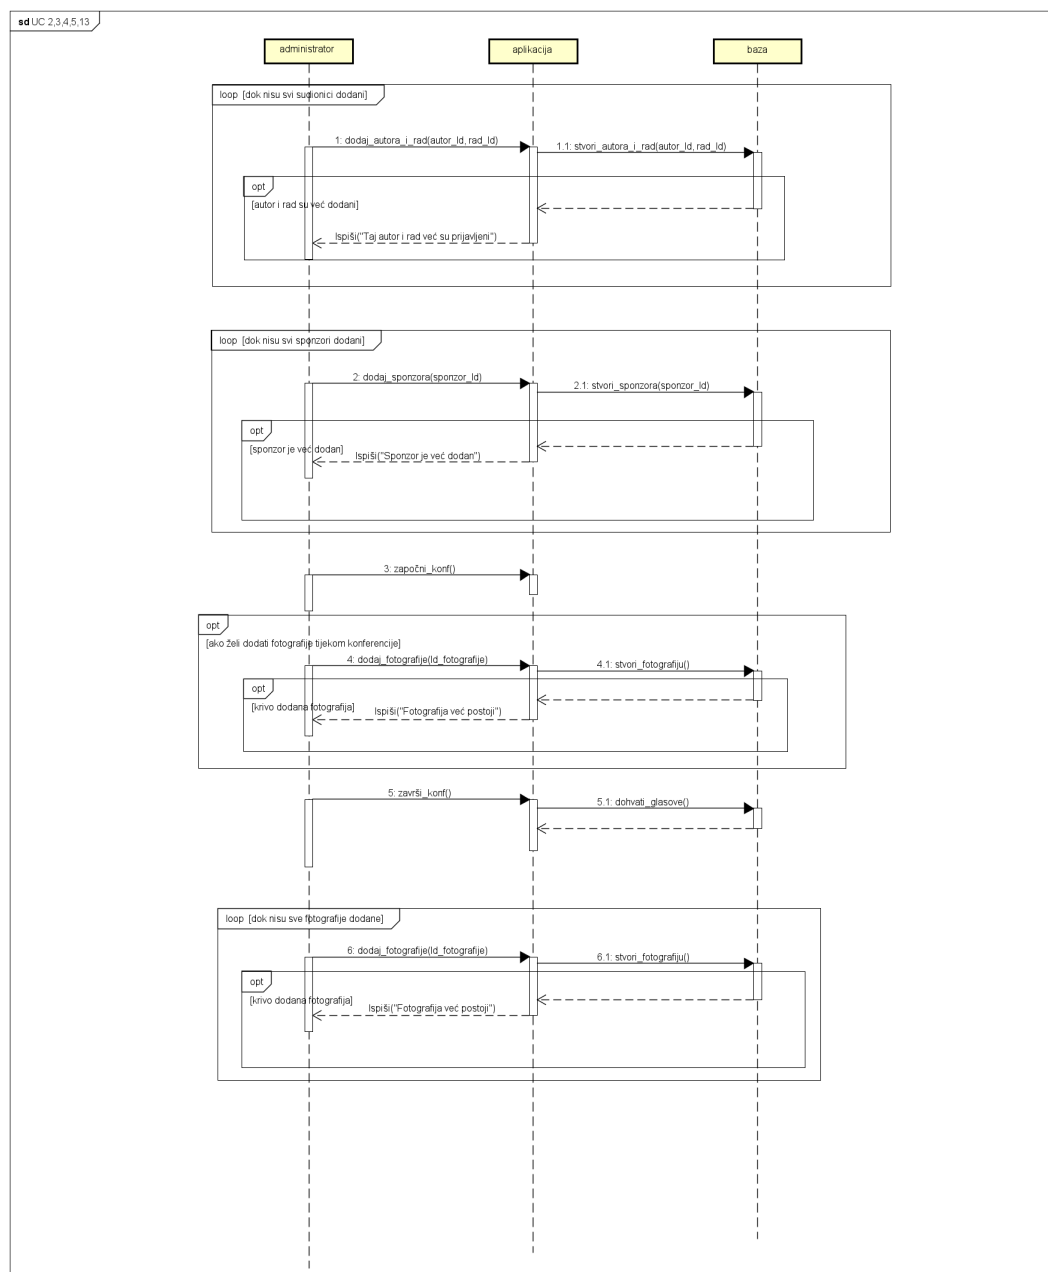 sd UC 2,3,4,5,13
administrator
aplikacija
baza
loop [dok nisu svi sudionici dodani]
1: dodaj_autora_i_rad(autor_Id, rad_Id)
1.1: stvori_autora_i_rad(autor_Id, rad_Id)
opt
[autor i rad su već dodani]
Ispiši("Taj autor i rad već su prijavljeni")
loop [dok nisu svi sponzori dodani]
2: dodaj_sponzora(sponzor_Id)
2.1: stvori_sponzora(sponzor_Id)
opt
[sponzor je već dodan]
Ispiši("Sponzor je već dodan")
3: započni_konf()
opt
[ako želi dodati fotografije tijekom konferencije]
4: dodaj_fotografije(Id_fotografije)
4.1: stvori_fotografiju()
opt
[krivo dodana fotografija]
Ispiši("Fotografija već postoji")
5: završi_konf()
5.1: dohvati_glasove()
loop [dok nisu sve fotografije dodane]
6: dodaj_fotografije(Id_fotografije)
6.1: stvori_fotografiju()
opt
[krivo dodana fotografija]
Ispiši("Fotografija već postoji")